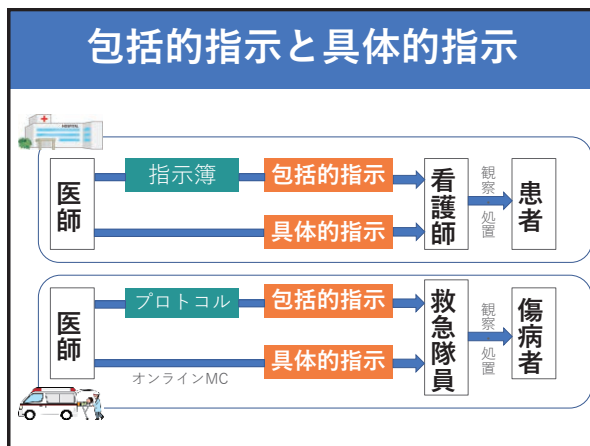 包括的指示と具体的指示
HOSPITAL
医師
指示簿
包括的指示
具体的指示
看護師
観察
処置
患者
医師
プロトコル
包括的指示
具体的指示
オンラインMC
救急隊員
観察
処置
傷病者